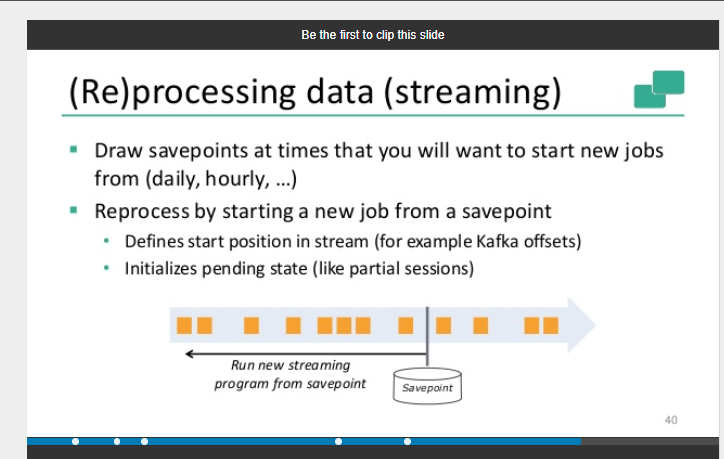 Be the first to clip this slide
(Re)processing data (streaming)
Draw savepoints at times that you will want to start new jobs
from (daily, hourly, ...)
Reprocess by starting a new job from a savepoint
Defines start position in stream (for example Kafka offsets)
Initializes pending state (like partial sessions)
Run new streaming
program from savepoint
Savepoint
40